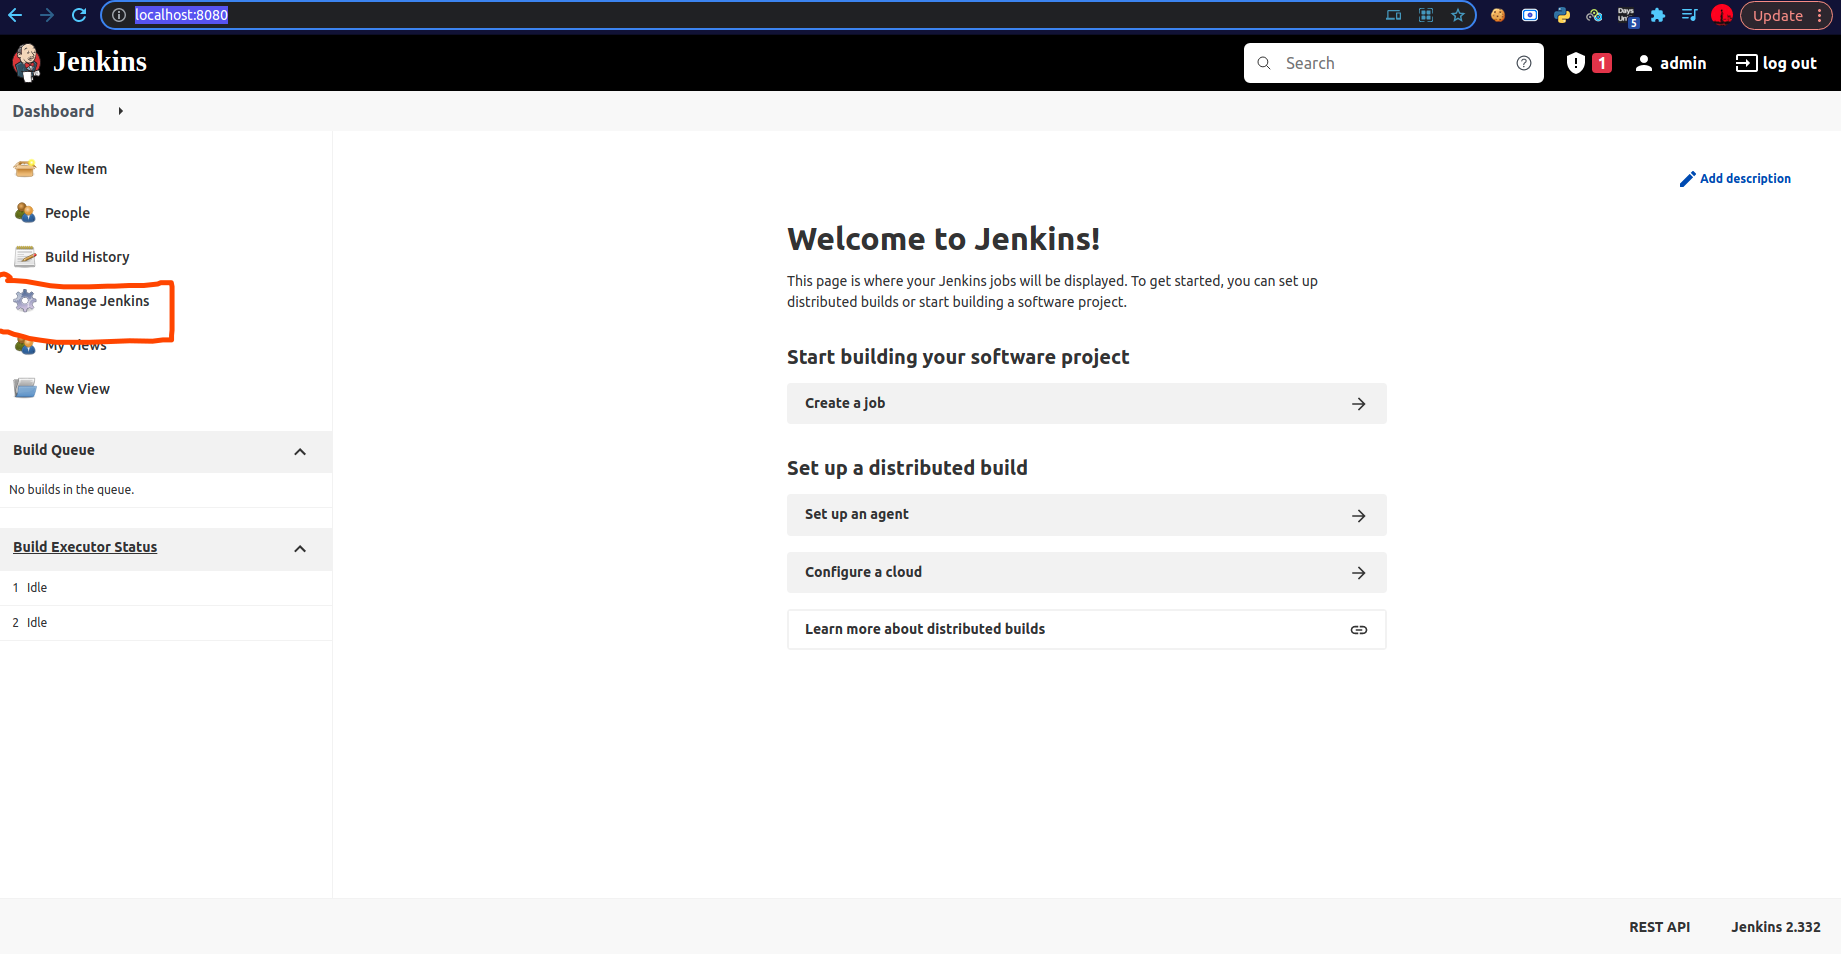 localhost:8080
Days
5
Update
Jenkins
Search
1
admin
log out
Dashboard
New Item
People
Build History
Manage Jenkins
My Views
New View
Build Queue
No builds in the queue.
Build Executor Status
1 Idle
2 Idle
Add description
Welcome to Jenkins!
This page is where your Jenkins jobs will be displayed. To get started, you can set up
distributed builds or start building a software project.
Start building your software project
Create a job
Set up a distributed build
Set up an agent
Configure a cloud
Learn more about distributed builds
REST API
Jenkins 2.332